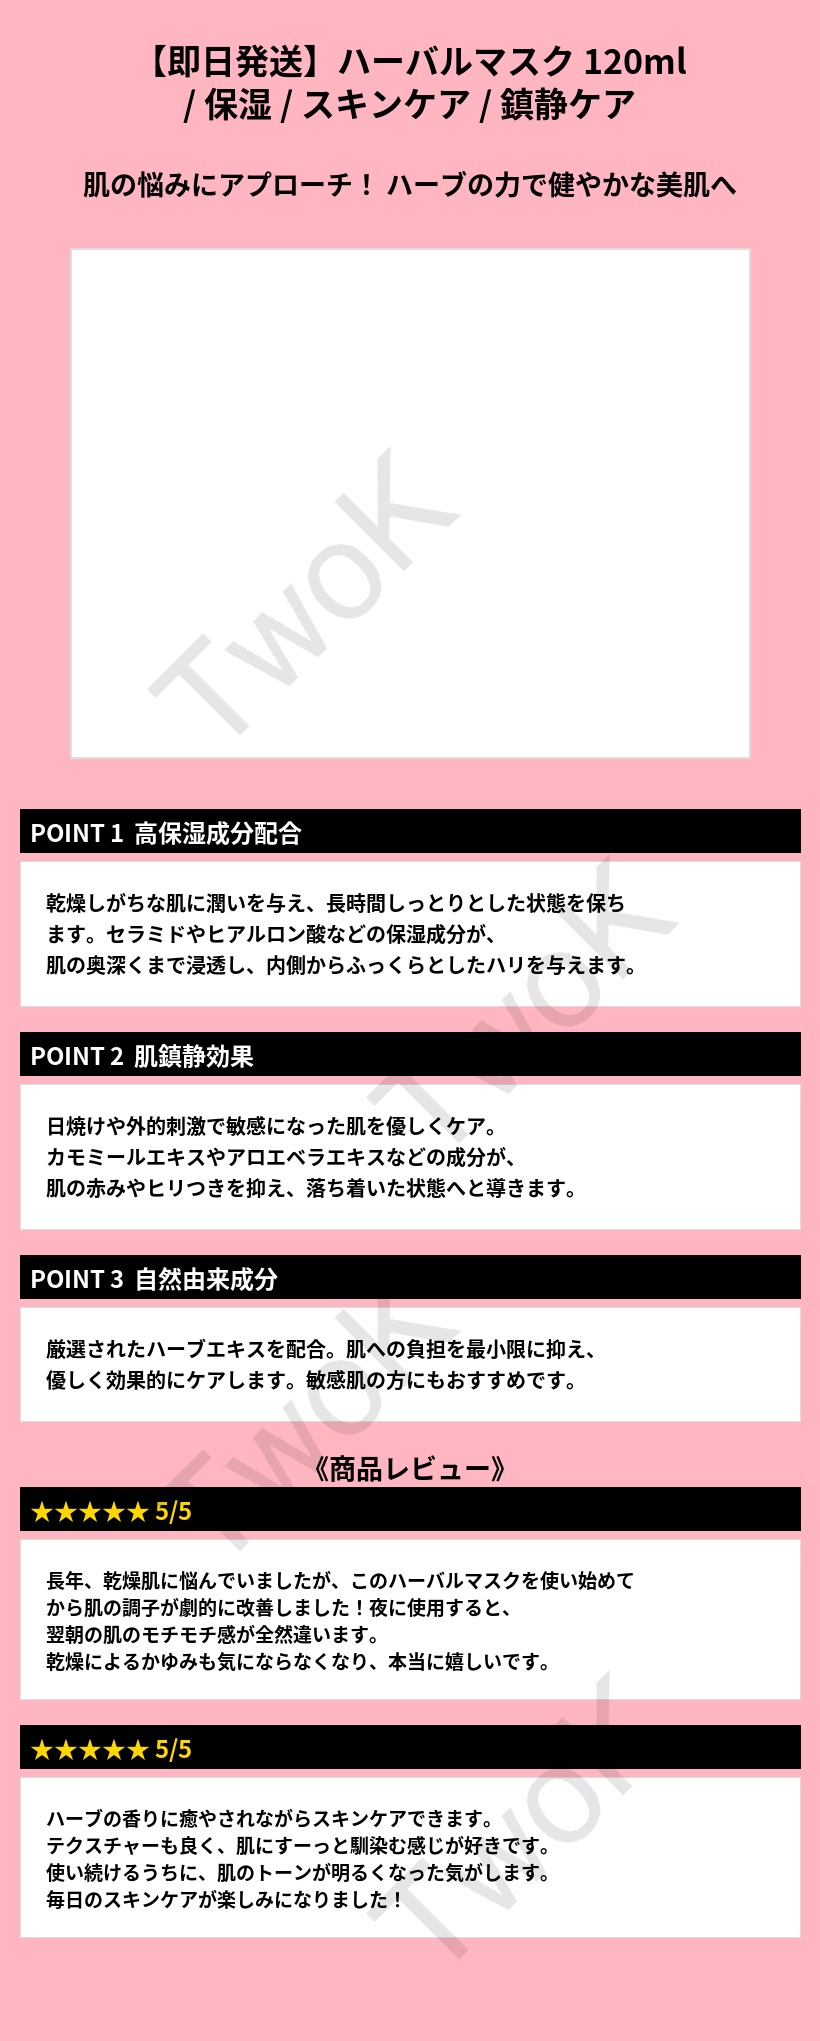 【即日発送】ハーバルマスク 120ml
/ 保湿 / スキンケア / 鎮静ケア
肌の悩みにアプローチ！ ハーブの力で健やかな美肌へ
TwoK
POINT 1 高保湿成分配合
乾燥しがちな肌に潤いを与え、長時間しっとりとした状態を保ち
ます。セラミドやヒアルロン酸などの保湿成分が、
肌の奥深くまで浸透し、内側からふっくらとしたハリを与えます。
TwoK
POINT 2 肌鎮静効果
日焼けや外的刺激で敏感になった肌を優しくケア。
カモミールエキスやアロエベラエキスなどの成分が、
肌の赤みやヒリつきを抑え、落ち着いた状態へと導きます。
POINT 3 自然由来成分
厳選されたハーブエキスを配合。肌への負担を最小限に抑え、
優しく効果的にケアします。敏感肌の方にもおすすめです。
TwoK
《商品レビュー》
★★★★★ 5/5
長年、乾燥肌に悩んでいましたが、このハーバルマスクを使い始めて
から肌の調子が劇的に改善しました！夜に使用すると、
翌朝の肌のモチモチ感が全然違います。
乾燥によるかゆみも気にならなくなり、本当に嬉しいです。
★★★★★ 5/5
TwoK
ハーブの香りに癒やされながらスキンケアできます。
テクスチャーも良く、肌にすーっと馴染む感じが好きです。
使い続けるうちに、肌のトーンが明るくなった気がします。
毎日のスキンケアが楽しみになりました！